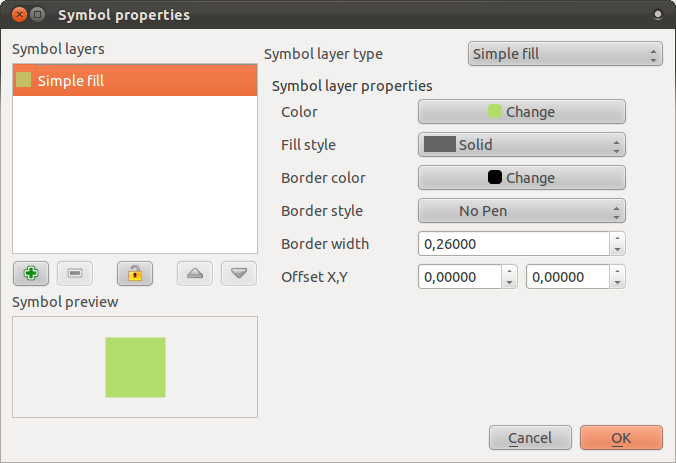 Symbol properties
Symbol layers
Simple fill
Symbol layer type Simple fill
Symbol layer properties
Color Change
Fill style Solid
Border color Change
Border style No Pen
Border width 0,26000
Offset X,Y 0,00000 0,00000
Symbol preview
Cancel OK